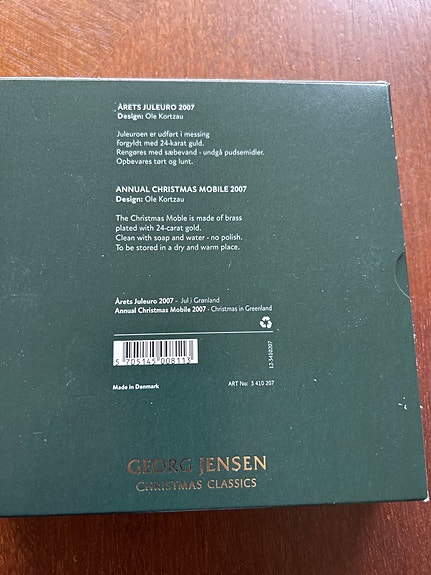 ÅRETS JULEURO 2007
Design: Ole Kortzau
Juleuroen er udført i messing
forgyldt med 24-karat guld.
Rengøres med sæbevand - undgå pudsemidler.
Opbevares tørt og lunt.
ANNUAL CHRISTMAS MOBILE 2007
Design: Ole Kortzau
The Christmas Moble is made of brass
plated with 24-carat gold.
Clean with soap and water - no polish.
To be stored in a dry and warm place.
Årets Juleuro 2007 - Jul i Grønland
Annual Christmas Mobile 2007 - Christmas in Greenland
12-3410207
5 705145 008113
Made in Denmark
ART No: 3 410 207
GEORG JENSEN
CHRISTMAS CLASSICS